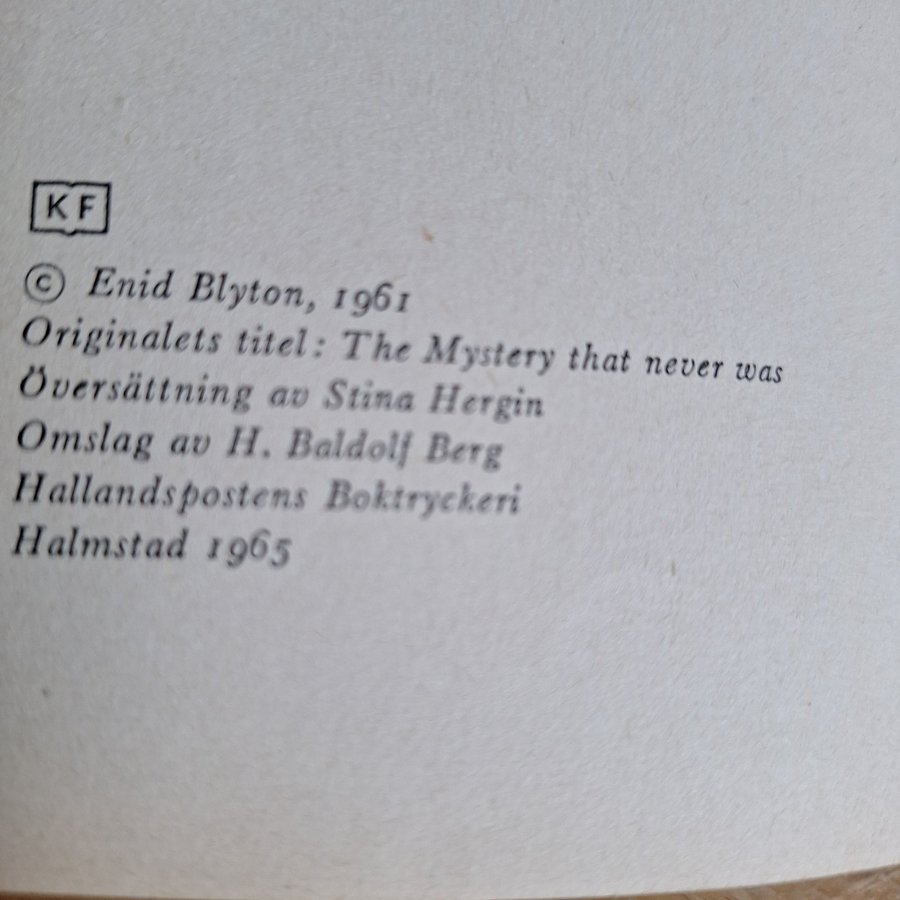 KF
© Enid Blyton, 1961
Originalets titel: The Mystery that never was
Översättning av Stina Hergin
Omslag av H. Baldolf Berg
Hallandspostens Boktryckeri
Halmstad 1965